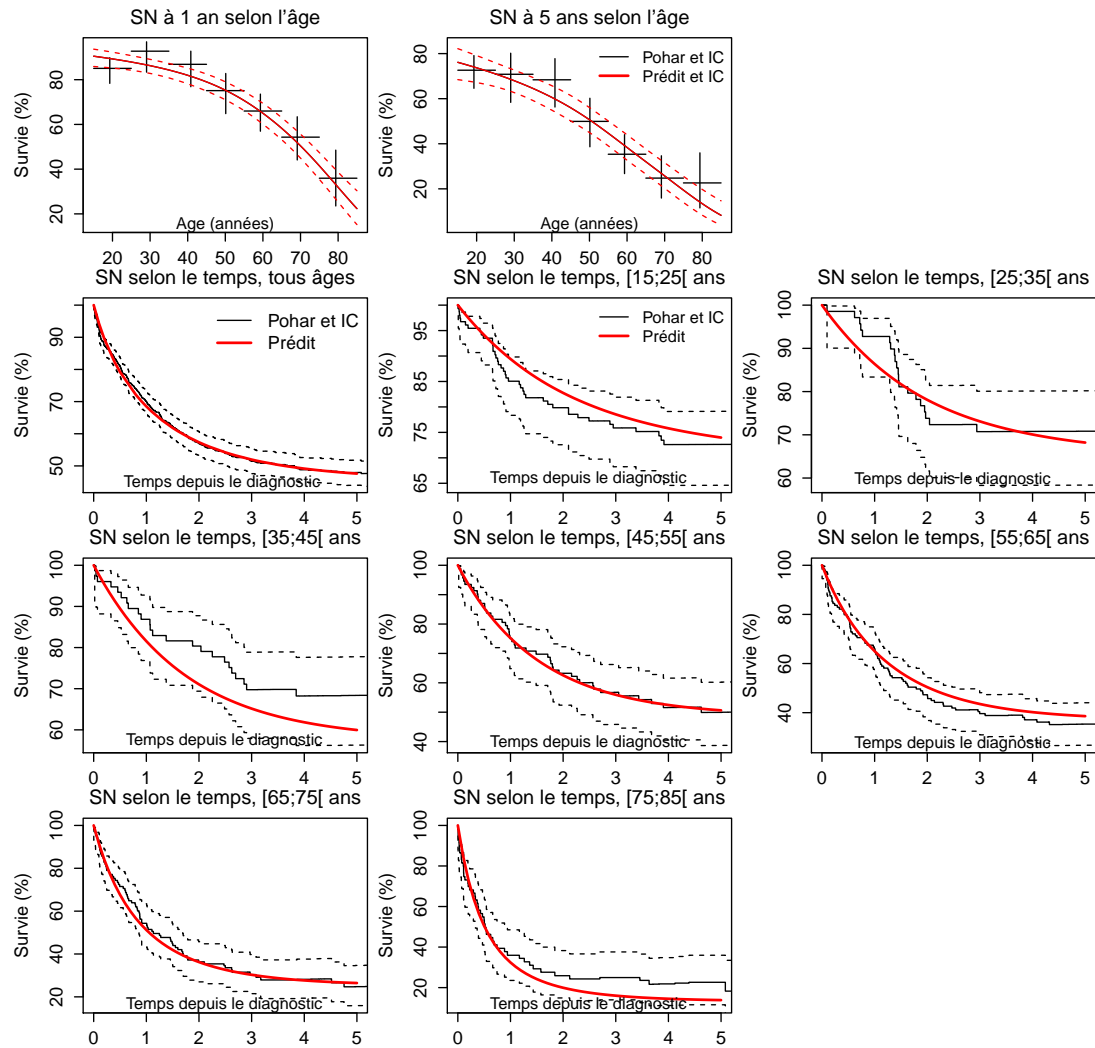 SN à 1 an selon l'âge
Survie (%)
80
60
40
20
Age (années)
20 30 40 50 60 70 80
SN à 5 ans selon l'âge
Pohar et IC
Prédit et IC
Survie (%)
80
60
40
20
Age (années)
20 30 40 50 60 70 80
SN selon le temps, tous âges
Pohar et IC
Prédit
Survie (%)
90
70
50
Temps depuis le diagnostic
0 1 2 3 4 5
SN selon le temps, [15;25[ ans
Pohar et IC
Prédit
Survie (%)
95
85
75
65
Temps depuis le diagnostic
0 1 2 3 4 5
SN selon le temps, [25;35[ ans
Survie (%)
100
90
80
70
60
Temps depuis le diagnostic
0 1 2 3 4 5
SN selon le temps, [35;45[ ans
Survie (%)
100
90
80
70
60
Temps depuis le diagnostic
0 1 2 3 4 5
SN selon le temps, [45;55[ ans
Survie (%)
100
80
60
40
Temps depuis le diagnostic
0 1 2 3 4 5
SN selon le temps, [55;65[ ans
Survie (%)
100
80
60
40
Temps depuis le diagnostic
0 1 2 3 4 5
SN selon le temps, [65;75[ ans
Survie (%)
100
80
60
40
20
Temps depuis le diagnostic
0 1 2 3 4 5
SN selon le temps, [75;85[ ans
Survie (%)
100
80
60
40
20
Temps depuis le diagnostic
0 1 2 3 4 5